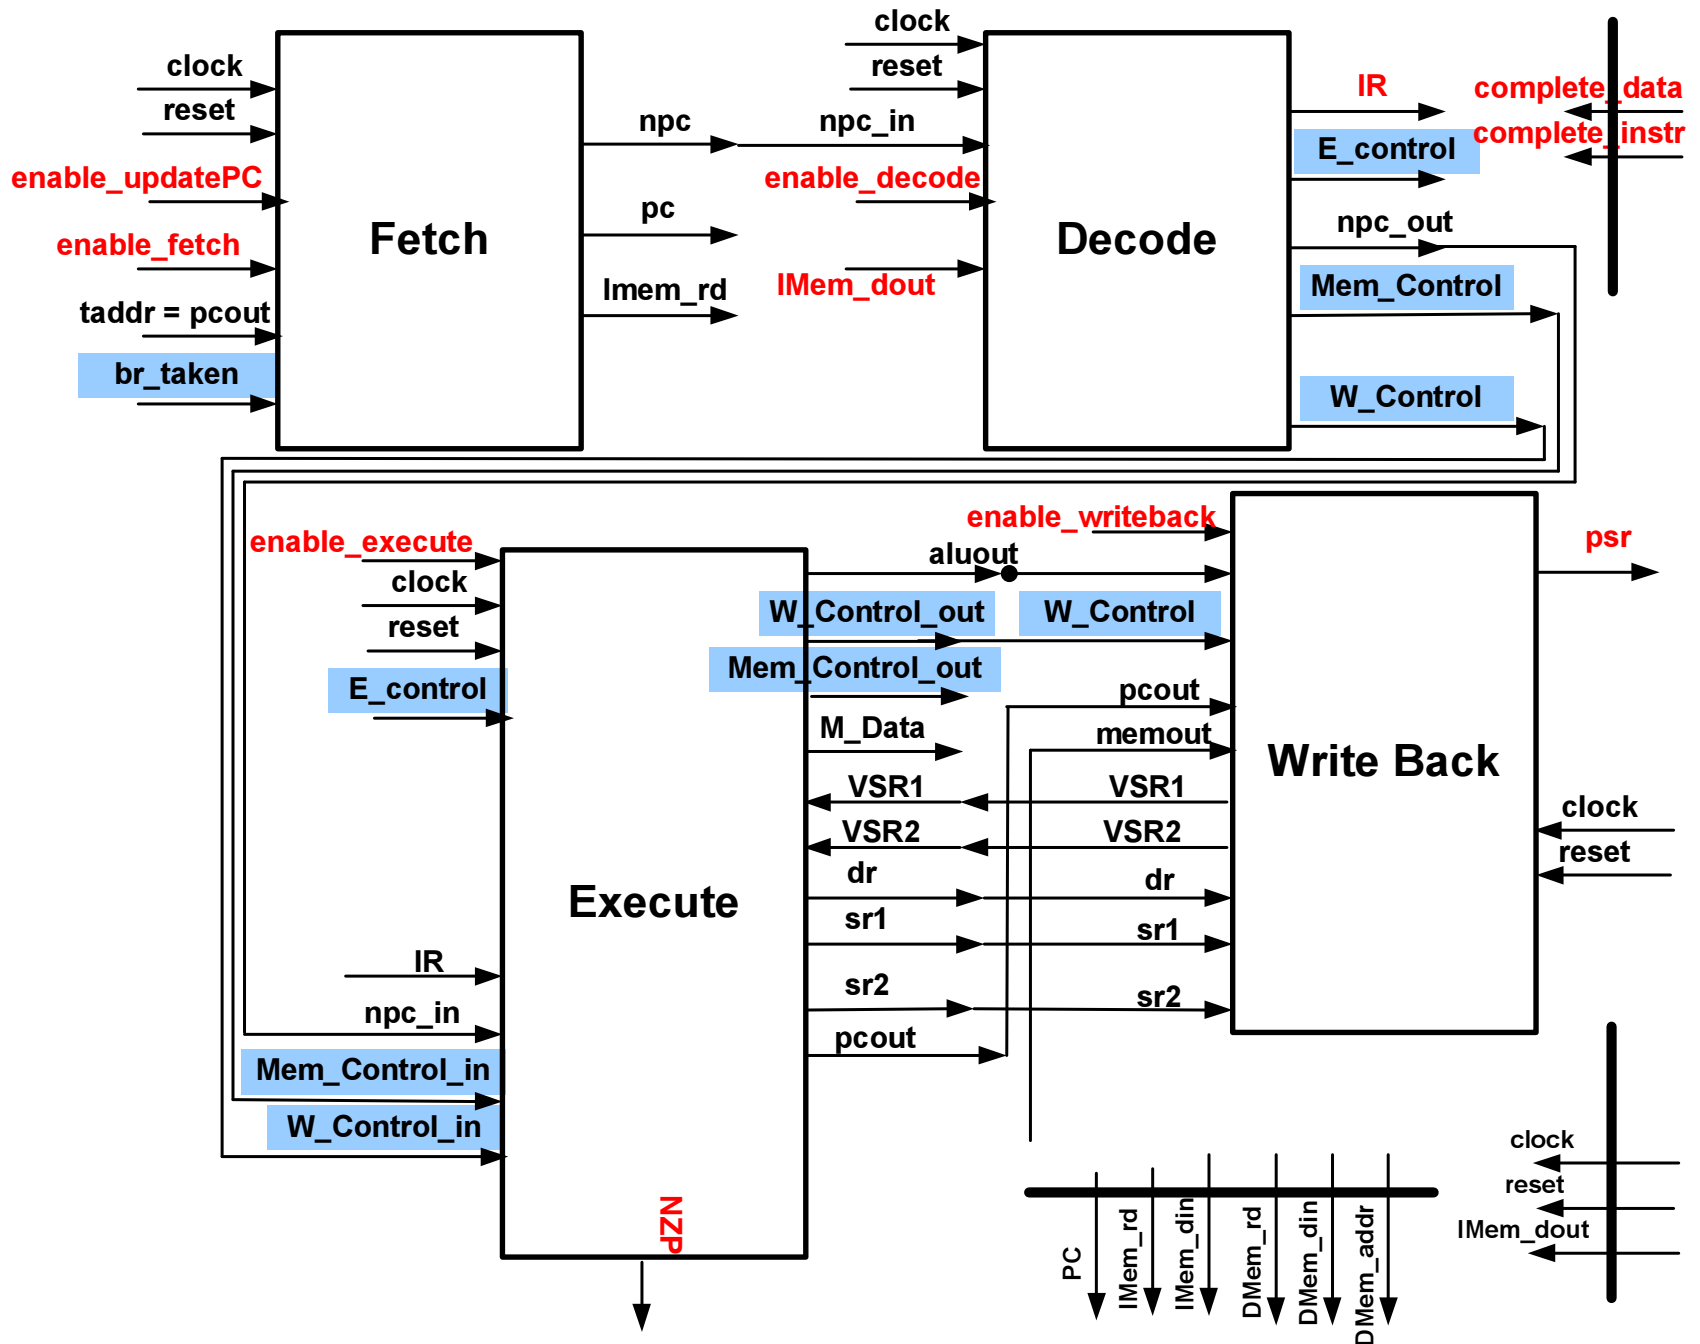 clock
reset
enable_updatePC
enable_fetch
taddr = pcout
br_taken
Fetch
npc
pc
Imem_rd
clock
reset
npc_in
enable_decode
IMem_dout
Decode
IR
E_control
npc_out
Mem_Control
W_Control
complete_data
complete_instr
enable_execute
clock
reset
E_control
IR
npc_in
Mem_Control_in
W_Control_in
Execute
NZP
aluout
W_Control_out
Mem_Control_out
M_Data
VSR1
VSR2
dr
sr1
sr2
pcout
enable_writeback
W_Control
pcout
memout
VSR1
VSR2
dr
sr1
sr2
Write Back
psr
clock
reset
PC
IMem_rd
IMem_din
DMem_rd
DMem_din
DMem_addr
clock
reset
IMem_dout